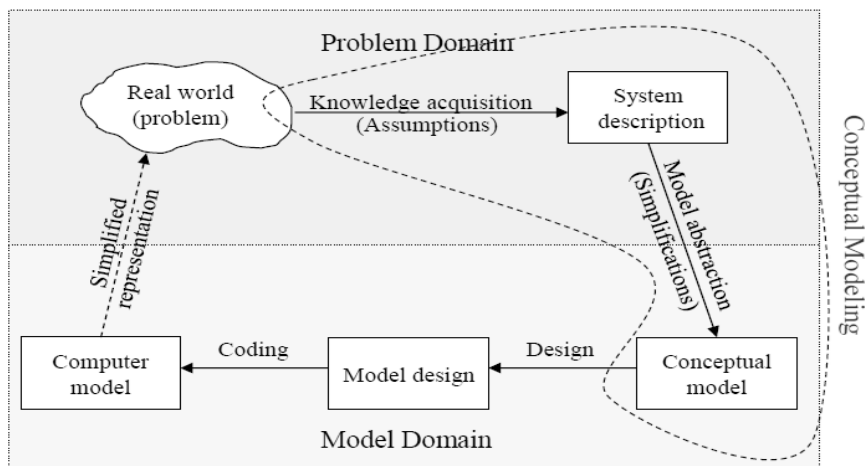 Problem Domain
Real world
(problem)
Knowledge acquisition
(Assumptions)
System
description
Model abstraction
(Simplifications)
Conceptual Modeling
Simplified
representation
Computer
model
Coding
Model design
Design
Conceptual
model
Model Domain